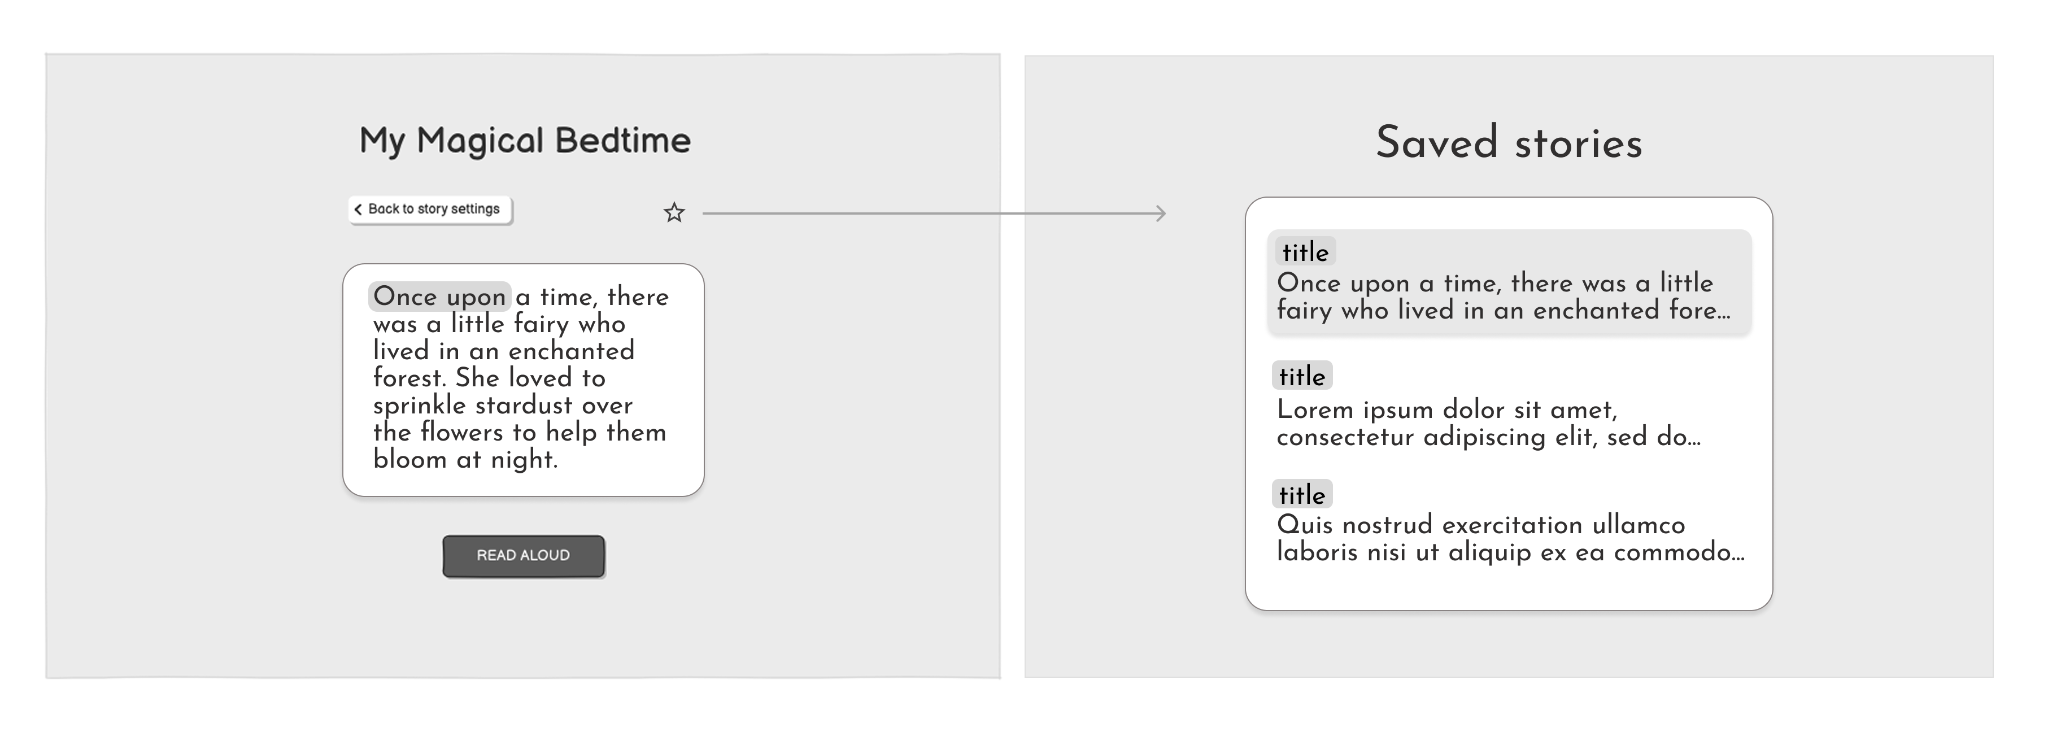 My Magical Bedtime
Back to story settings
Once upon a time, there
was a little fairy who
lived in an enchanted
forest. She loved to
sprinkle stardust over
the flowers to help them
bloom at night.
READ ALOUD
Saved stories
title
Once upon a time, there was a little
fairy who lived in an enchanted fore...
title
Lorem ipsum dolor sit amet,
consectetur adipiscing elit, sed do...
title
Quis nostrud exercitation ullamco
laboris nisi ut aliquip ex ea commodo...